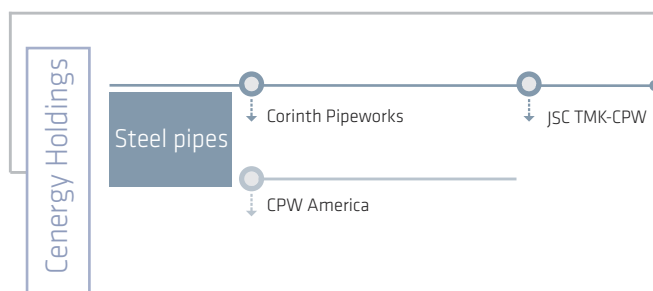 Cenergy Holdings
Steel pipes
Corinth Pipeworks
JSC TMK-CPW
CPW America